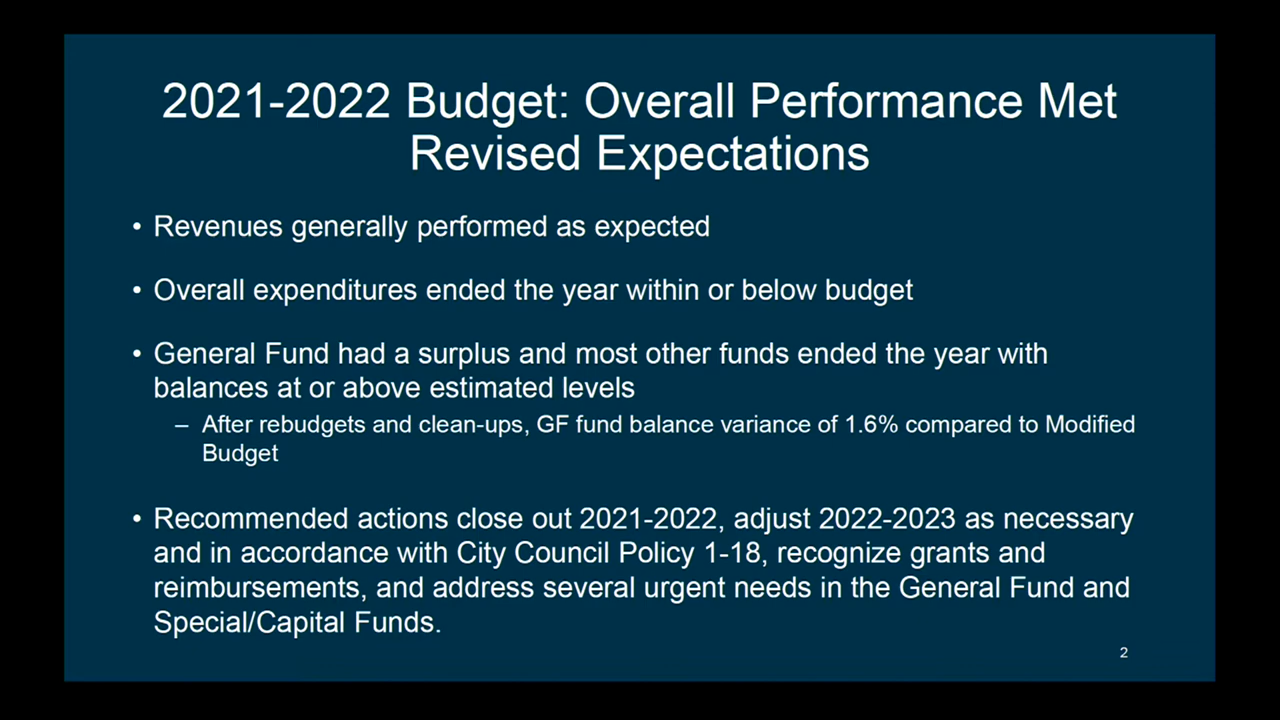 2021-2022 Budget: Overall Performance Met
Revised Expectations
• Revenues generally performed as expected
• Overall expenditures ended the year within or below budget
• General Fund had a surplus and most other funds ended the year with
balances at or above estimated levels
– After rebudgets and clean-ups, GF fund balance variance of 1.6% compared to Modified
Budget
• Recommended actions close out 2021-2022, adjust 2022-2023 as necessary
and in accordance with City Council Policy 1-18, recognize grants and
reimbursements, and address several urgent needs in the General Fund and
Special/Capital Funds.
2